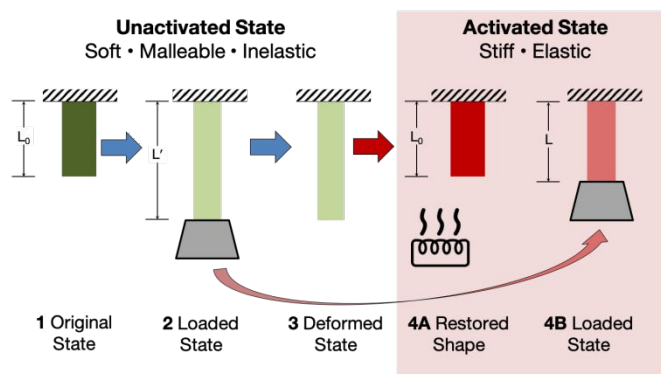 Unactivated State
Soft • Malleable • Inelastic
Activated State
Stiff • Elastic
L₀
L′
L₀
L
1 Original
State
2 Loaded
State
3 Deformed
State
4A Restored
Shape
4B Loaded
State